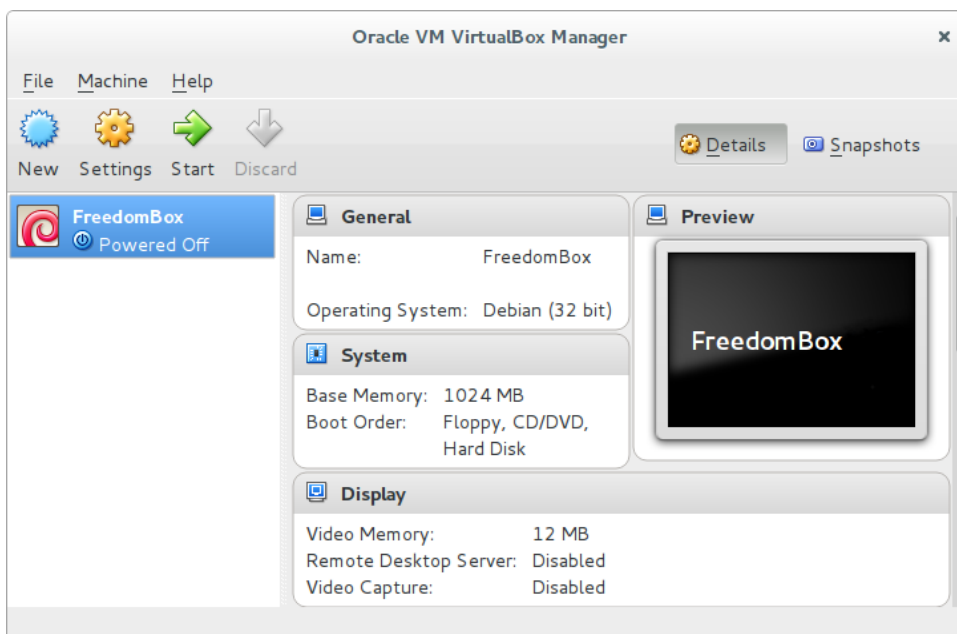 Oracle VM VirtualBox Manager
File Machine Help
New Settings Start Discard
Details Snapshots
FreedomBox
Powered Off
General
Name: FreedomBox
Operating System: Debian (32 bit)
System
Base Memory: 1024 MB
Boot Order: Floppy, CD/DVD,
Hard Disk
Preview
FreedomBox
Display
Video Memory: 12 MB
Remote Desktop Server: Disabled
Video Capture: Disabled